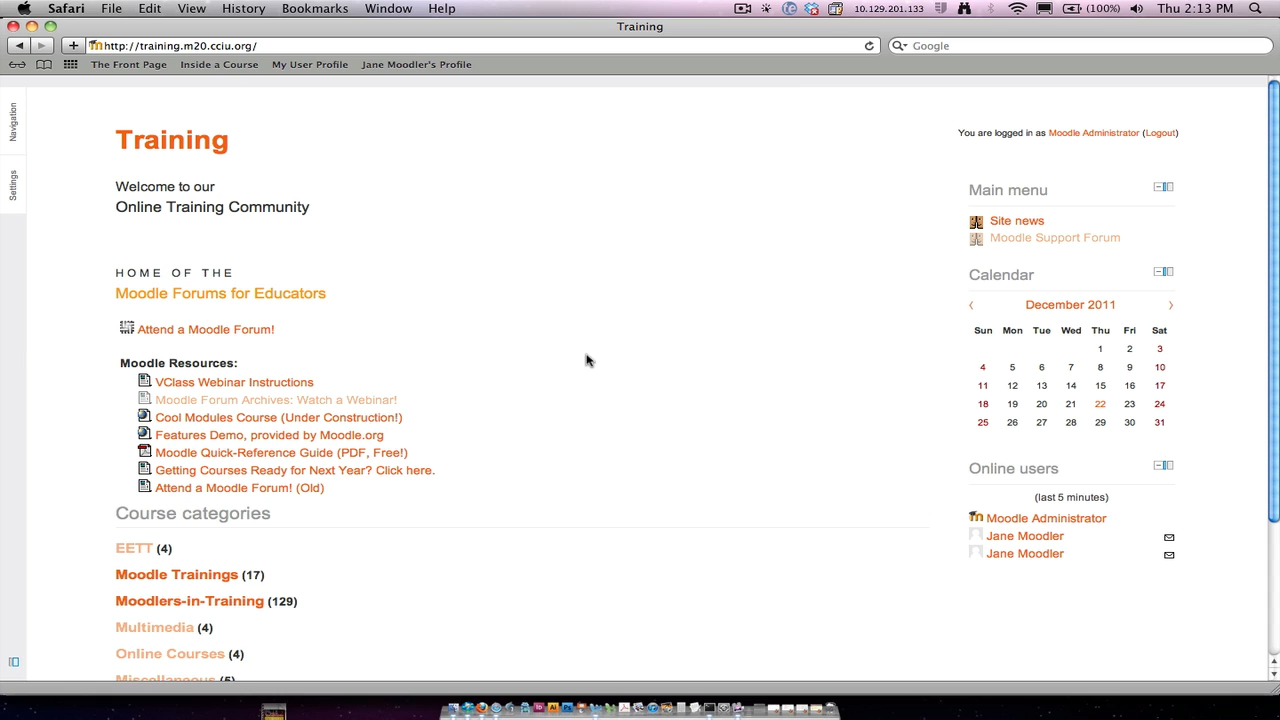 Safari File Edit View History Bookmarks Window Help 10.129.201.133 (100%) Thu 2:13 PM
Training
http://training.m20.cciu.org/ Google
The Front Page Inside a Course My User Profile Jane Moodler's Profile
Navigation
Settings
Training
You are logged in as Moodle Administrator (Logout)
Welcome to our
Online Training Community
HOME OF THE
Moodle Forums for Educators
Attend a Moodle Forum!
Moodle Resources:
VClass Webinar Instructions
Moodle Forum Archives: Watch a Webinar!
Cool Modules Course (Under Construction!)
Features Demo, provided by Moodle.org
Moodle Quick-Reference Guide (PDF, Free!)
Getting Courses Ready for Next Year? Click here.
Attend a Moodle Forum! (Old)
Course categories
EETT (4)
Moodle Trainings (17)
Moodlers-in-Training (129)
Multimedia (4)
Online Courses (4)
Miscellaneous (5)
Main menu
Site news
Moodle Support Forum
Calendar
December 2011
Sun Mon Tue Wed Thu Fri Sat
1 2 3
4 5 6 7 8 9 10
11 12 13 14 15 16 17
18 19 20 21 22 23 24
25 26 27 28 29 30 31
Online users
(last 5 minutes)
Moodle Administrator
Jane Moodler
Jane Moodler